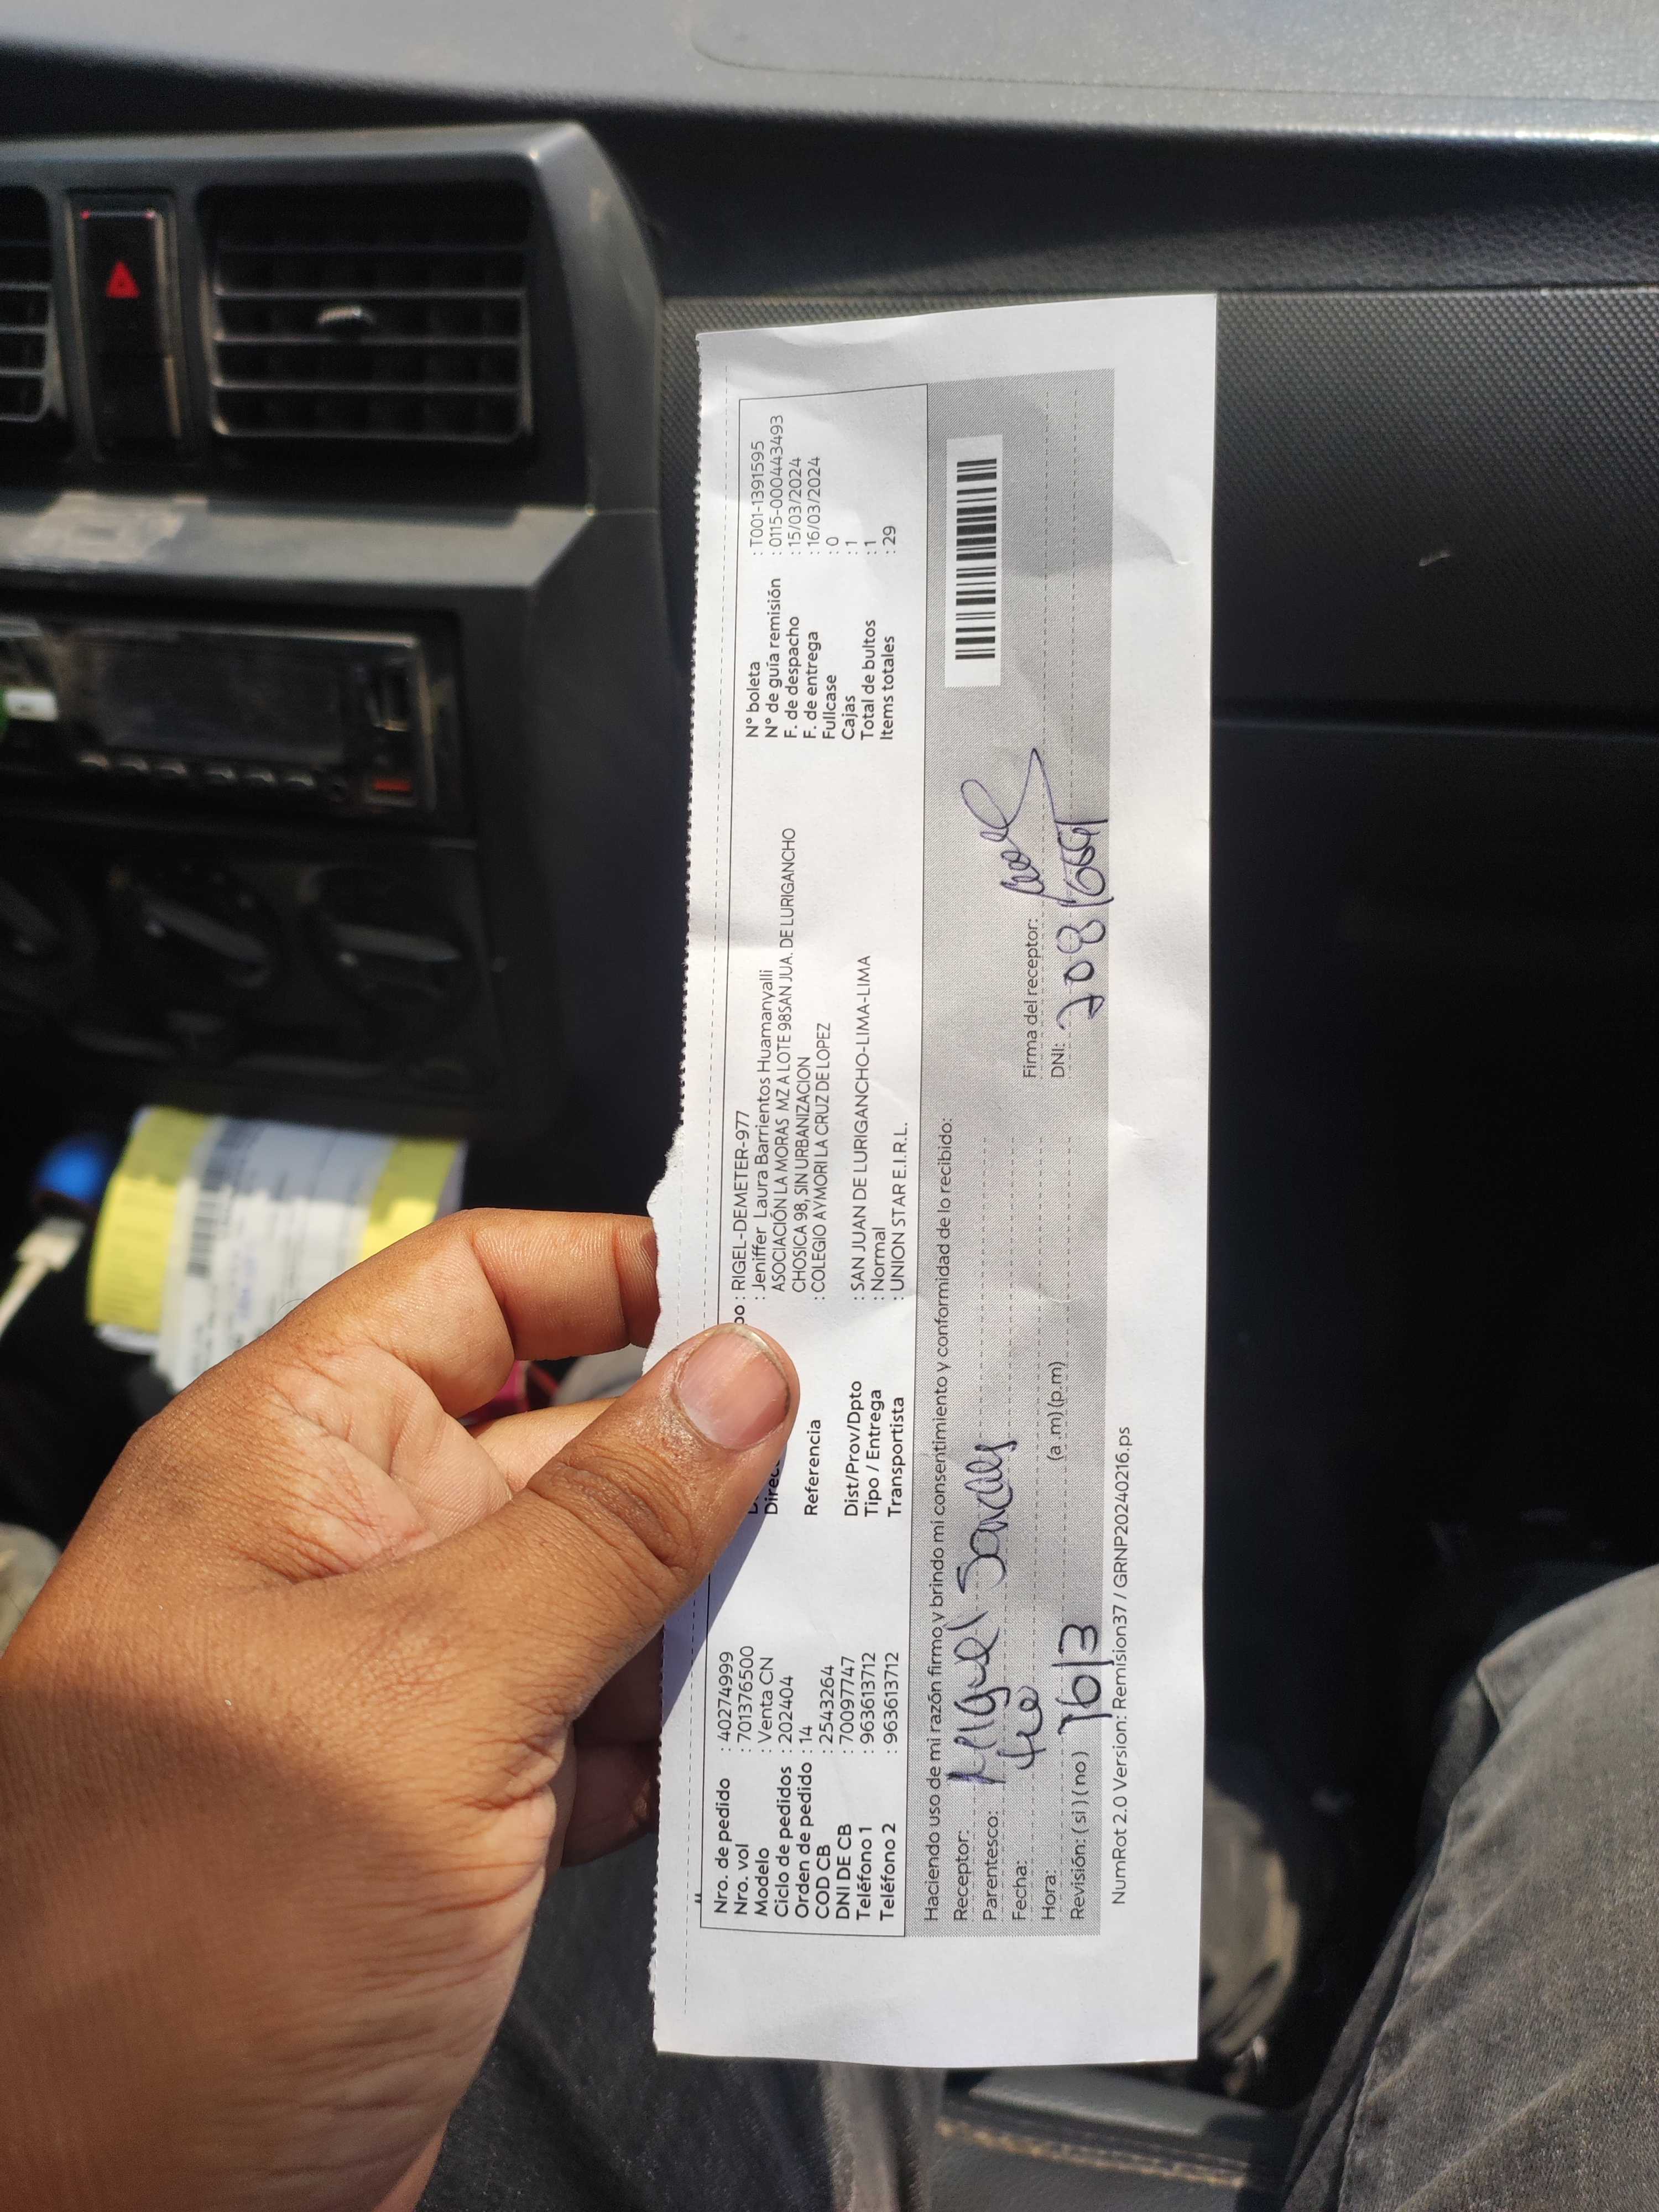 Nro. de pedido : 40274999
Nro. vol : 701376500
Modelo : Venta CN
Ciclo de pedidos : 202404
Orden de pedido : 14
COD CB : 2543264
DNI DE CB : 70097747
Teléfono 1 : 963613712
Teléfono 2 : 963613712
: RIGEL-DEMETER-977
: Jeniffer Laura Barrientos Huamanyalli
ASOCIACIÓN LA MORAS MZ A LOTE 98SAN JUA. DE LURIGANCHO
CHOSICA 98, SIN URBANIZACION
Referencia : COLEGIO AYMORI LA CRUZ DE LOPEZ
Dist/Prov/Dpto : SAN JUAN DE LURIGANCHO-LIMA-LIMA
Tipo / Entrega : Normal
Transportista : UNION STAR E.I.R.L.
N° boleta : T001-1391595
N° de guía remisión : 0115-000443493
F. de despacho : 15/03/2024
F. de entrega : 16/03/2024
Fullcase : 0
Cajas : 1
Total de bultos : 1
Items totales : 29
Haciendo uso de mi razón firmo y brindo mi consentimiento y conformidad de lo recibido:
Receptor: Miguel
Parentesco:
Fecha:
Hora: 16/3 (a .m) (p.m)
Revisión: ( si ) ( no )
Firma del receptor:
DNI:
NumRot 2.0 Version: Remision37 / GRNP20240216.ps